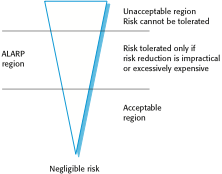 Unacceptable region
Risk cannot be tolerated
ALARP
region
Risk tolerated only if
risk reduction is impractical
or excessively expensive
Acceptable
region
Negligible risk